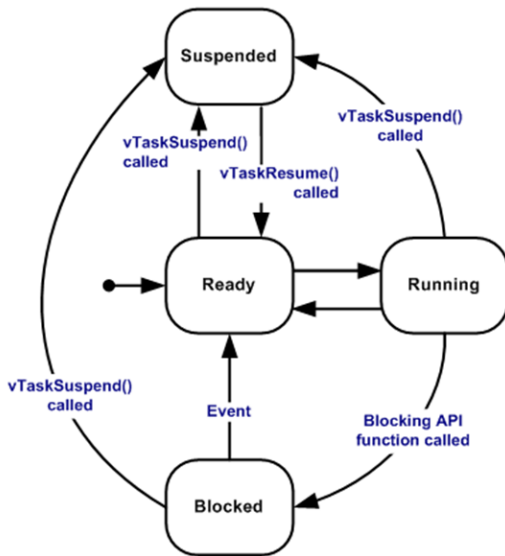 Suspended
vTaskSuspend()
called
vTaskSuspend()
called
vTaskResume()
called
Ready
Running
vTaskSuspend()
called
Event
Blocking API
function called
Blocked